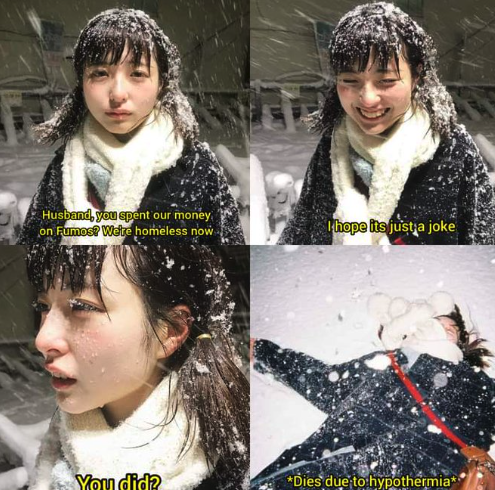 Husband, you spent our money
on Fumos? We're homeless now
I hope its just a joke
You did?
*Dies due to hypothermia*